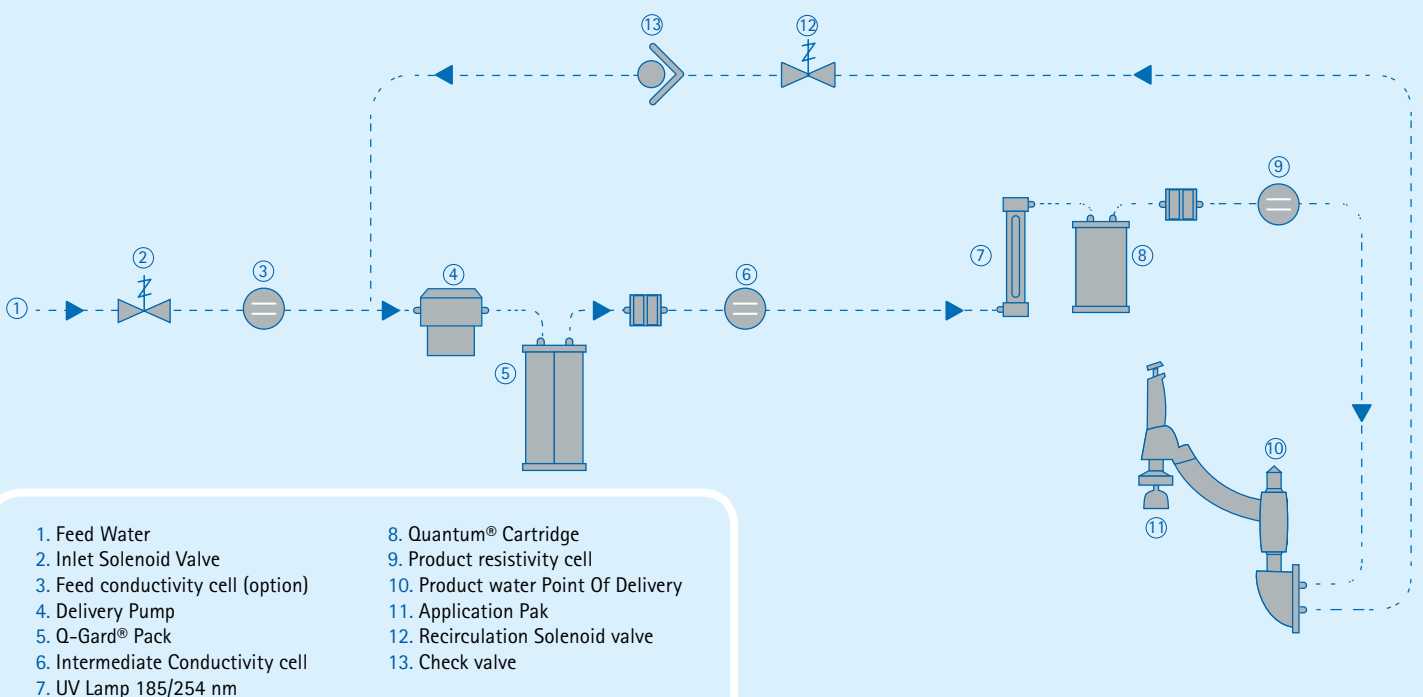 13
12
9
2
3
4
6
7
8
1
5
10
11
1. Feed Water
2. Inlet Solenoid Valve
3. Feed conductivity cell (option)
4. Delivery Pump
5. Q-Gard® Pack
6. Intermediate Conductivity cell
7. UV Lamp 185/254 nm
8. Quantum® Cartridge
9. Product resistivity cell
10. Product water Point Of Delivery
11. Application Pak
12. Recirculation Solenoid valve
13. Check valve